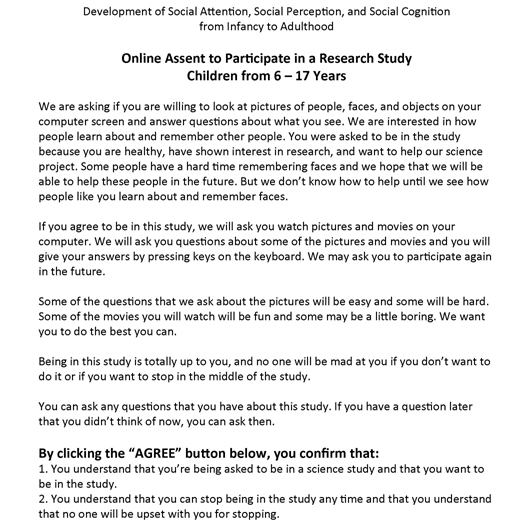 Development of Social Attention, Social Perception, and Social Cognition
from Infancy to Adulthood
Online Assent to Participate in a Research Study
Children from 6 – 17 Years
We are asking if you are willing to look at pictures of people, faces, and objects on your
computer screen and answer questions about what you see. We are interested in how
people learn about and remember other people. You were asked to be in the study
because you are healthy, have shown interest in research, and want to help our science
project. Some people have a hard time remembering faces and we hope that we will be
able to help these people in the future. But we don't know how to help until we see how
people like you learn about and remember faces.
If you agree to be in this study, we will ask you watch pictures and movies on your
computer. We will ask you questions about some of the pictures and movies and you will
give your answers by pressing keys on the keyboard. We may ask you to participate again
in the future.
Some of the questions that we ask about the pictures will be easy and some will be hard.
Some of the movies you will watch will be fun and some may be a little boring. We want
you to do the best you can.
Being in this study is totally up to you, and no one will be mad at you if you don't want to
do it or if you want to stop in the middle of the study.
You can ask any questions that you have about this study. If you have a question later
that you didn't think of now, you can ask then.
By clicking the "AGREE" button below, you confirm that:
1. You understand that you're being asked to be in a science study and that you want to
be in the study.
2. You understand that you can stop being in the study any time and that you understand
that no one will be upset with you for stopping.